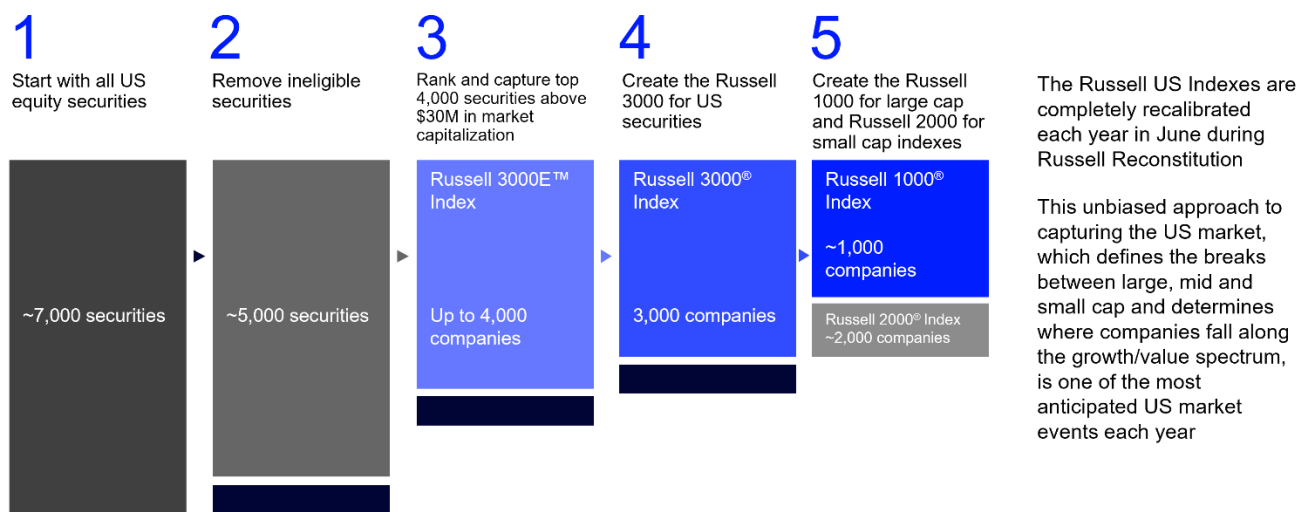 1
Start with all US
equity securities
~7,000 securities
2
Remove ineligible
securities
~5,000 securities
3
Rank and capture top
4,000 securities above
$30M in market
capitalization
Russell 3000E™
Index
Up to 4,000
companies
4
Create the Russell
3000 for US
securities
Russell 3000®
Index
3,000 companies
5
Create the Russell
1000 for large cap
and Russell 2000 for
small cap indexes
Russell 1000®
Index
~1,000
companies
Russell 2000® Index
~2,000 companies
The Russell US Indexes are
completely recalibrated
each year in June during
Russell Reconstitution
This unbiased approach to
capturing the US market,
which defines the breaks
between large, mid and
small cap and determines
where companies fall along
the growth/value spectrum,
is one of the most
anticipated US market
events each year